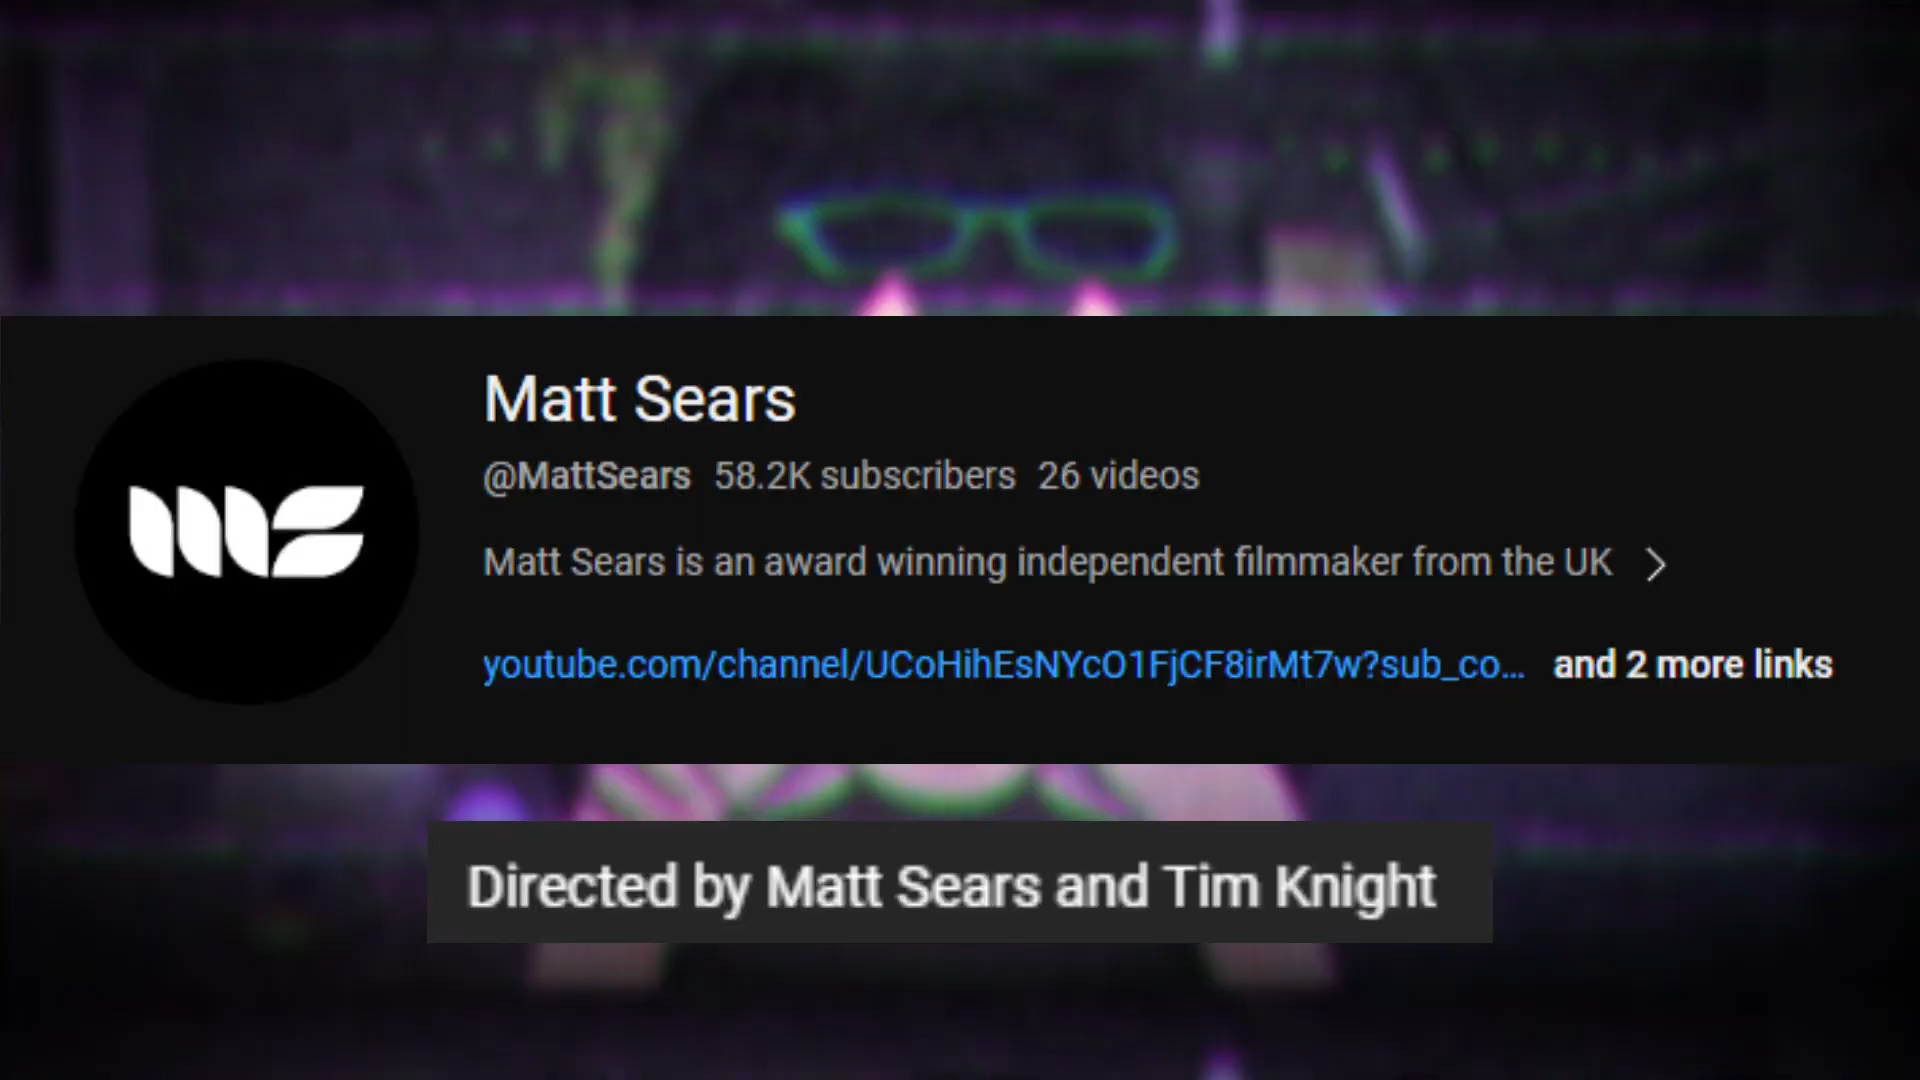 Matt Sears
@MattSears 58.2K subscribers 26 videos
Matt Sears is an award winning independent filmmaker from the UK
youtube.com/channel/UCoHihEsNYcO1FjCF8irMt7w?sub_co... and 2 more links
Directed by Matt Sears and Tim Knight